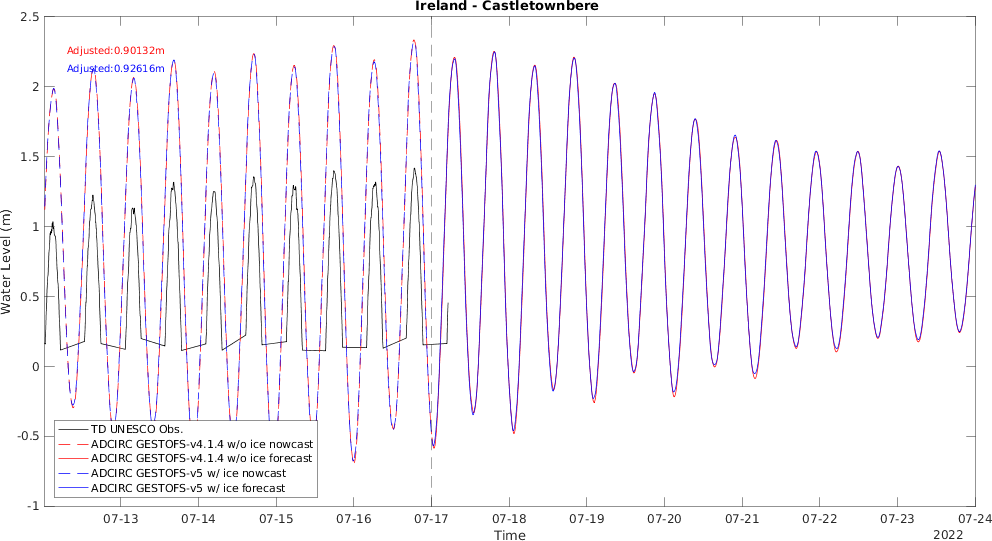 Ireland - Castletownbere
2.5
2
1.5
1
0.5
0
-0.5
-1
Water Level (m)
Adjusted:0.90132m
Adjusted:0.92616m
TD UNESCO Obs.
ADCIRC GESTOFS-v4.1.4 w/o ice nowcast
ADCIRC GESTOFS-v4.1.4 w/o ice forecast
ADCIRC GESTOFS-v5 w/ ice nowcast
ADCIRC GESTOFS-v5 w/ ice forecast
07-13 07-14 07-15 07-16 07-17 07-18 07-19 07-20 07-21 07-22 07-23 07-24
Time
2022